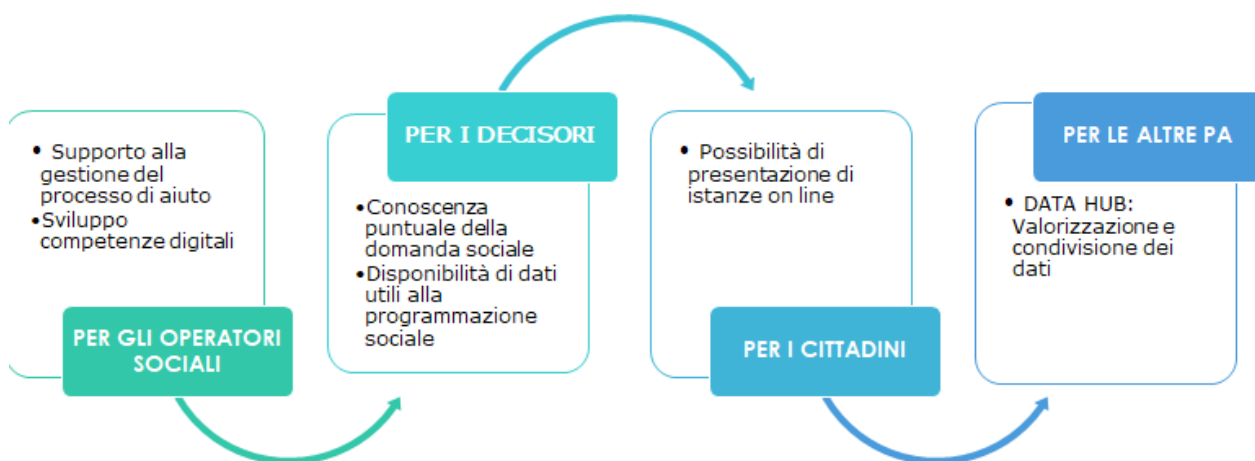 • Supporto alla
gestione del
processo di aiuto
•Sviluppo
competenze digitali
PER GLI OPERATORI
SOCIALI
PER I DECISORI
•Conoscenza
puntuale della
domanda sociale
•Disponibilità di dati
utili alla
programmazione
sociale
• Possibilità di
presentazione di
istanze on line
PER I CITTADINI
PER LE ALTRE PA
• DATA HUB:
Valorizzazione e
condivisione dei
dati